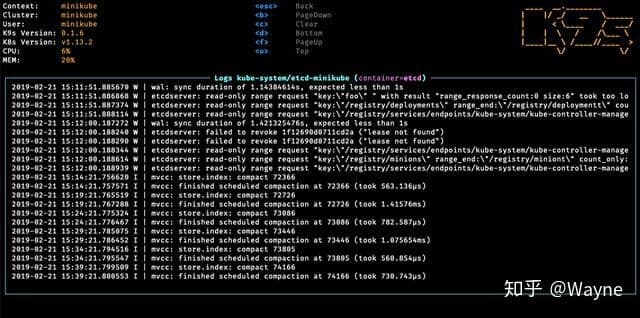 Context: minikube <esc> Back
Cluster: minikube <b> PageDown
User: minikube <c> Clear
K9s Version: 0.1.6 <d> Bottom
K8s Version: v1.13.2 <f> PageUp
CPU: 6% <u> Top
MEM: 20%
Logs kube-system/etcd-minikube (container=etcd)
2019-02-21 15:11:51.885670 W | wal: sync duration of 1.14384614s, expected less than 1s
2019-02-21 15:11:51.886868 W | etcdserver: read-only range request "key:\"foo\" " with result "range_response_count:0 size:6" took too lo
2019-02-21 15:11:51.887374 W | etcdserver: read-only range request "key:\"/registry/deployments\" range_end:\"/registry/deploymentt\" cou
2019-02-21 15:11:51.888114 W | etcdserver: read-only range request "key:\"/registry/services/endpoints/kube-system/kube-controller-manage
2019-02-21 15:12:00.187272 W | wal: sync duration of 1.421325476s, expected less than 1s
2019-02-21 15:12:00.188240 W | etcdserver: failed to revoke 1f12690d0711cd2a ("lease not found")
2019-02-21 15:12:00.188290 W | etcdserver: failed to revoke 1f12690d0711cd2a ("lease not found")
2019-02-21 15:12:00.188344 W | etcdserver: read-only range request "key:\"/registry/services/endpoints/kube-system/kube-controller-manage
2019-02-21 15:12:00.188614 W | etcdserver: read-only range request "key:\"/registry/minions\" range_end:\"/registry/miniont\" count_only:
2019-02-21 15:12:00.188939 W | etcdserver: read-only range request "key:\"/registry/services/endpoints/kube-system/kube-controller-manage
2019-02-21 15:14:21.756620 I | mvcc: store.index: compact 72366
2019-02-21 15:14:21.757571 I | mvcc: finished scheduled compaction at 72366 (took 563.136µs)
2019-02-21 15:19:21.765519 I | mvcc: store.index: compact 72726
2019-02-21 15:19:21.767288 I | mvcc: finished scheduled compaction at 72726 (took 1.41576ms)
2019-02-21 15:24:21.775324 I | mvcc: store.index: compact 73086
2019-02-21 15:24:21.776467 I | mvcc: finished scheduled compaction at 73086 (took 782.587µs)
2019-02-21 15:29:21.785075 I | mvcc: store.index: compact 73446
2019-02-21 15:29:21.786452 I | mvcc: finished scheduled compaction at 73446 (took 1.075654ms)
2019-02-21 15:34:21.794516 I | mvcc: store.index: compact 73805
2019-02-21 15:34:21.795547 I | mvcc: finished scheduled compaction at 73805 (took 560.854µs)
2019-02-21 15:39:21.799509 I | mvcc: store.index: compact 74166
2019-02-21 15:39:21.800553 I | mvcc: finished scheduled compaction at 74166 (took 730.743µs)
知乎 @Wayne